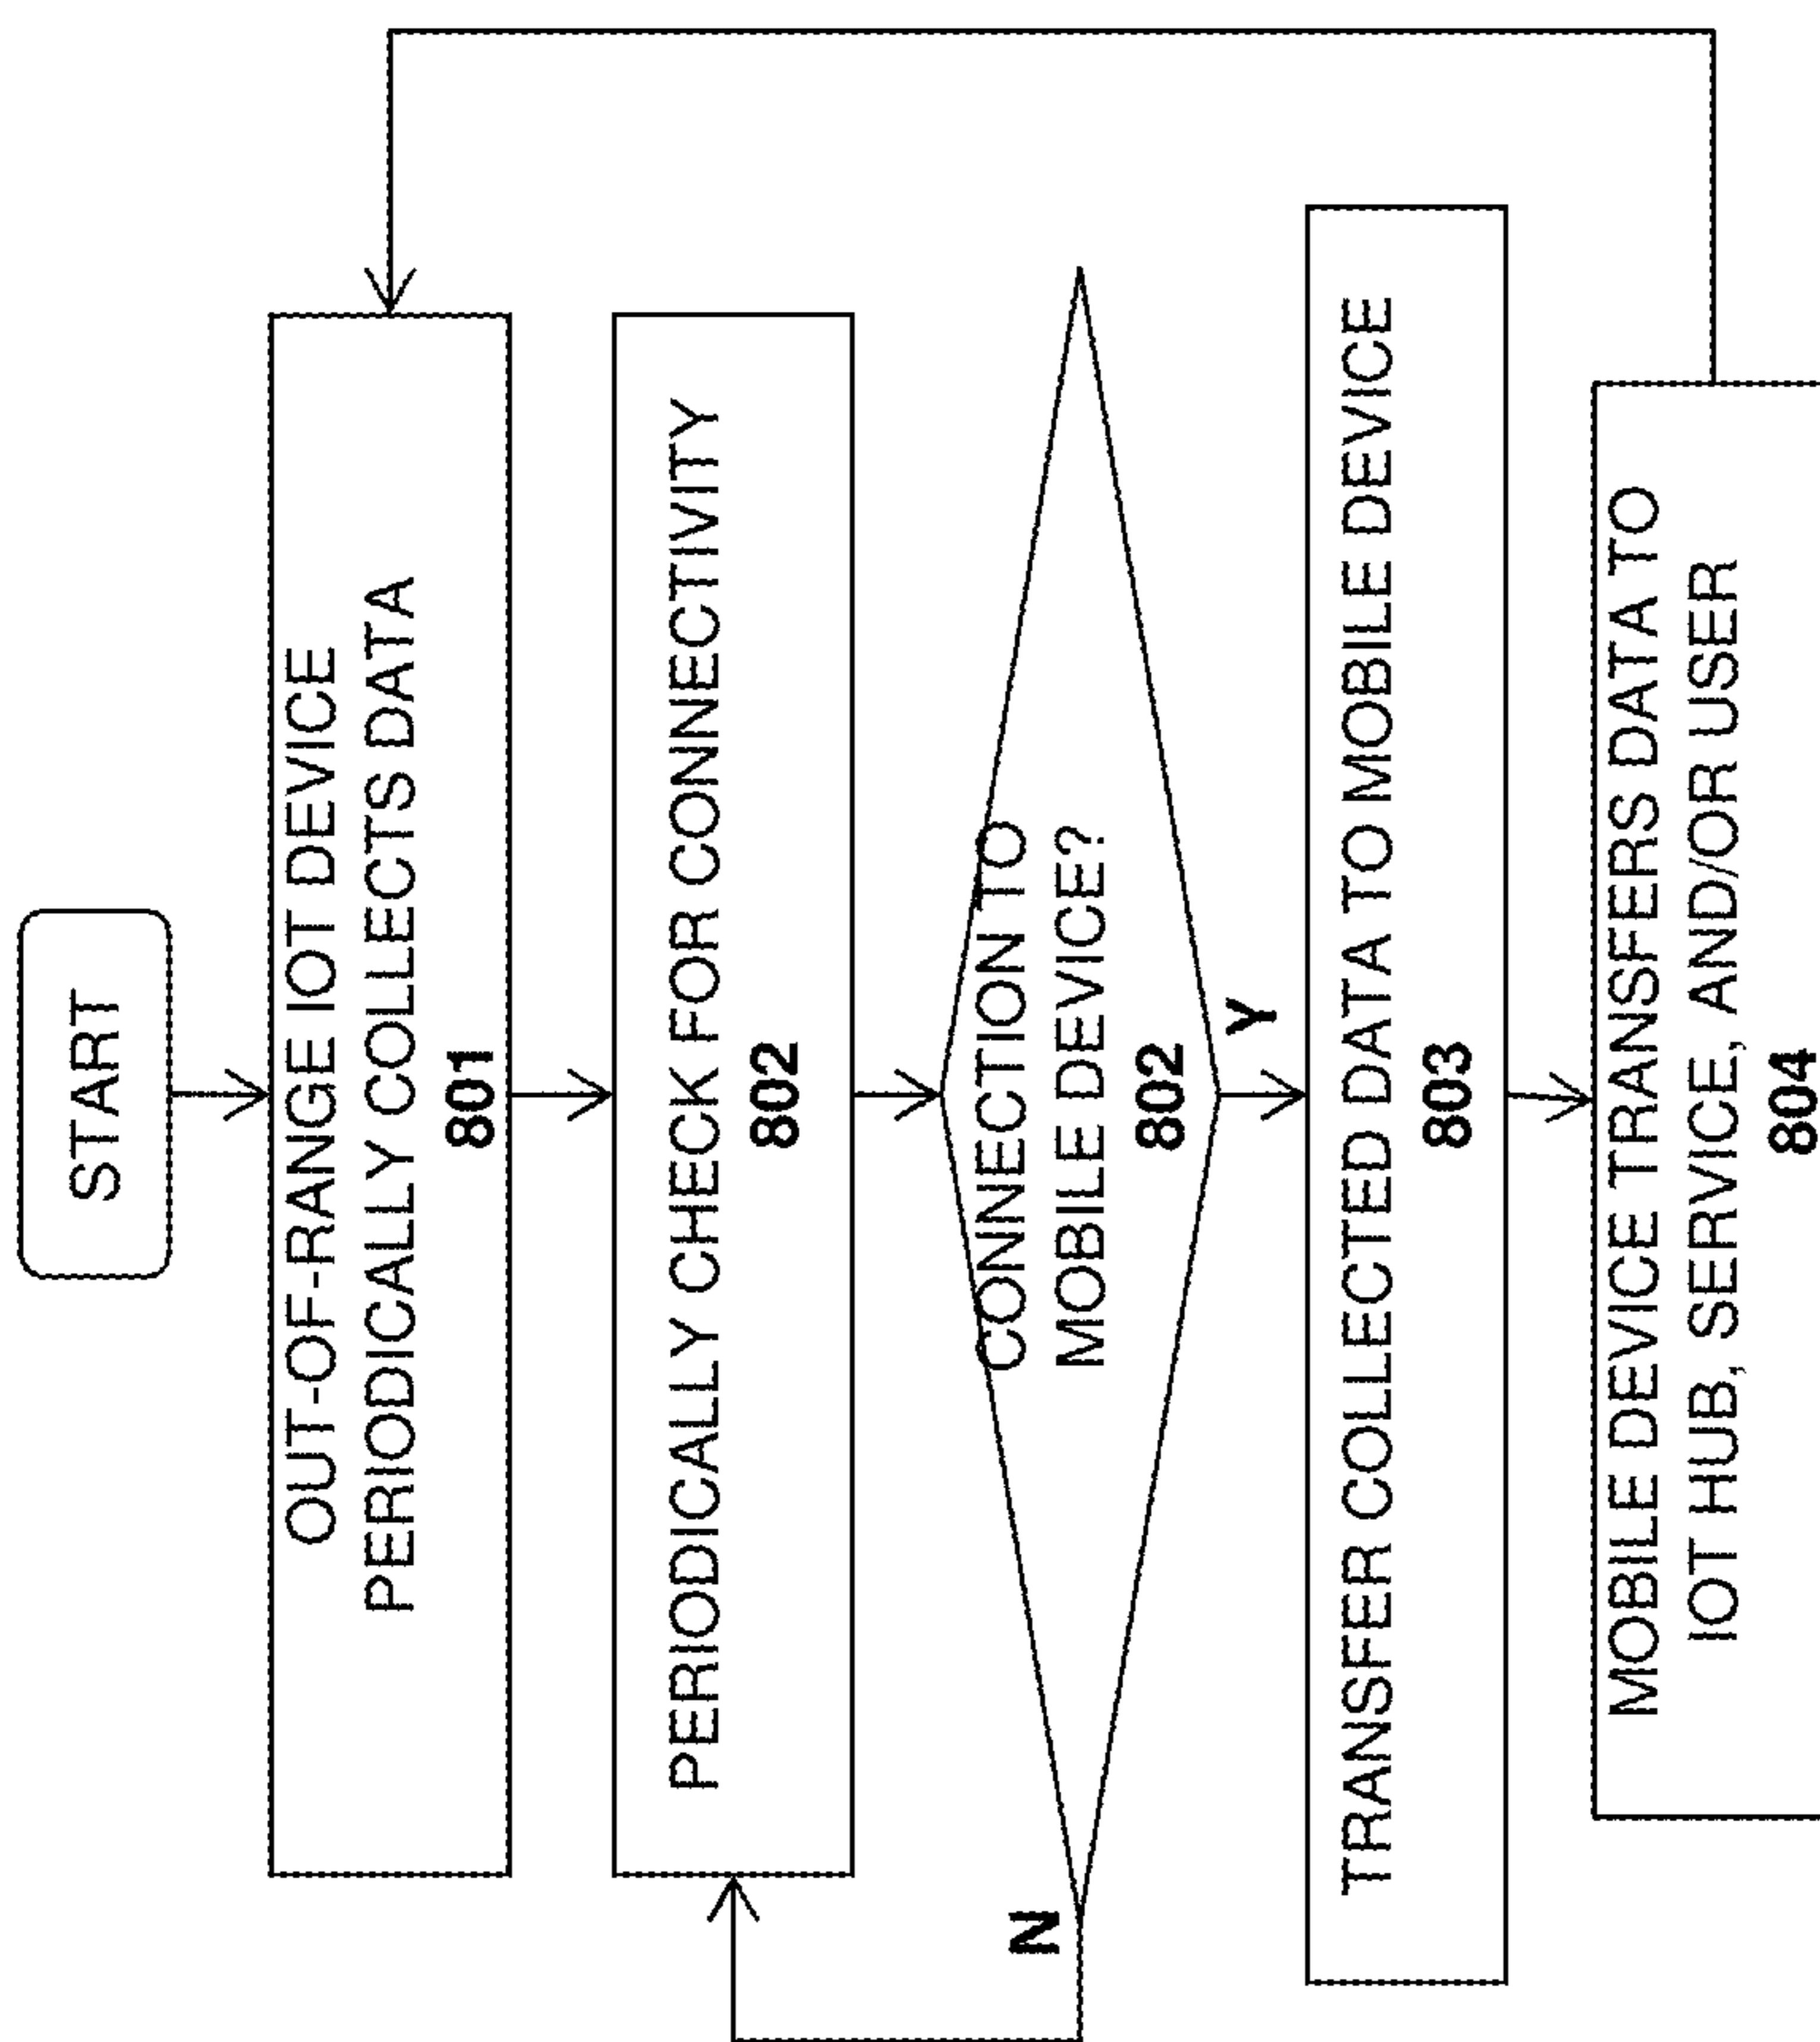 START
OUT-OF-RANGE IOT DEVICE
PERIODICALLY COLLECTS DATA
801
PERIODICALLY CHECK FOR CONNECTIVITY
802
CONNECTION TO
MOBILE DEVICE?
802
N
Y
TRANSFER COLLECTED DATA TO MOBILE DEVICE
803
MOBILE DEVICE TRANSFERS DATA TO
IOT HUB, SERVICE, AND/OR USER
804